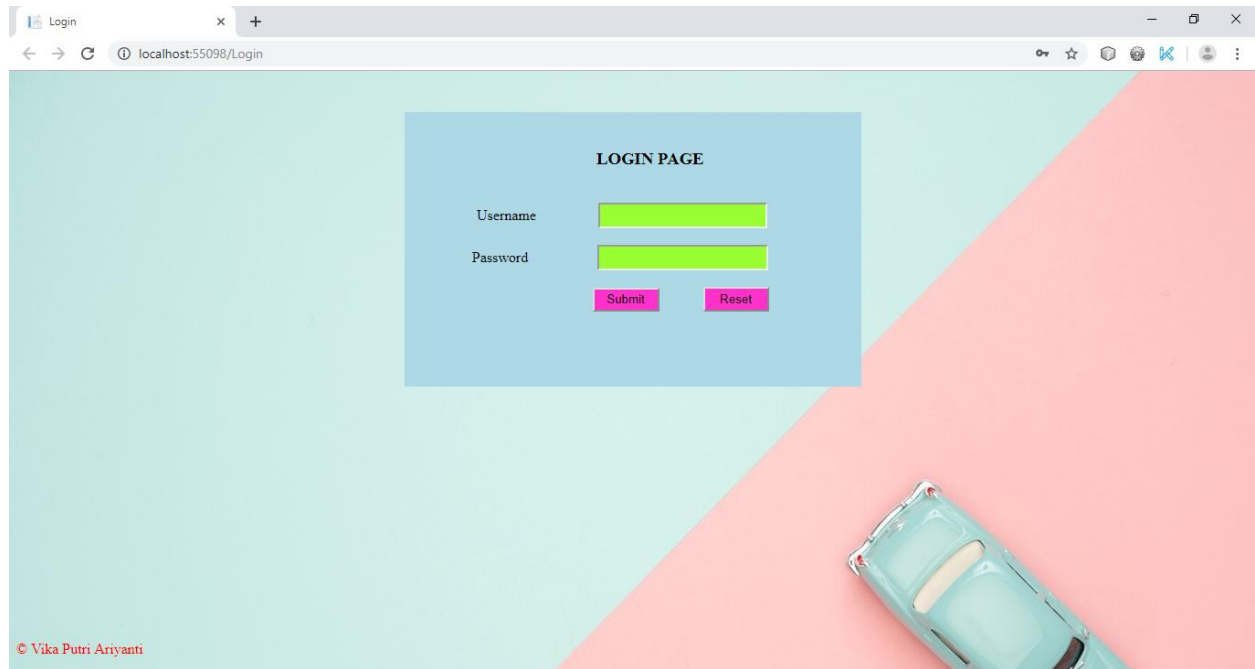 Login
localhost:55098/Login
LOGIN PAGE
Username
Password
Submit Reset
© Vika Putri Ariyanti